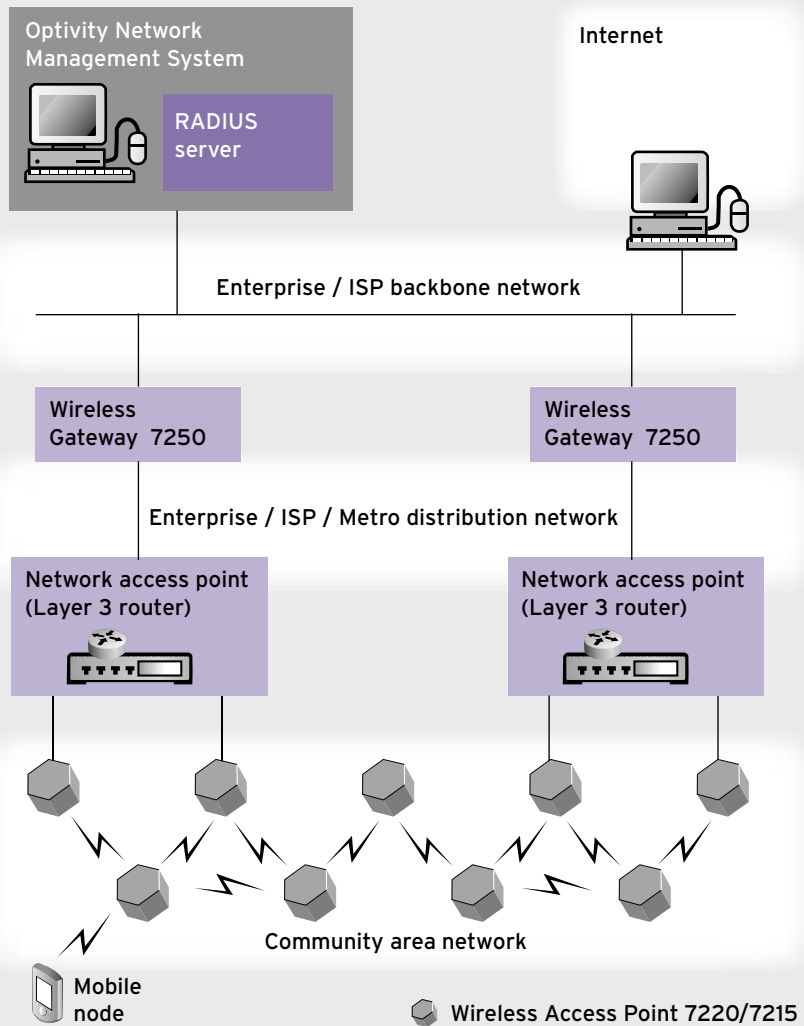 Optivity Network
Management System
RADIUS
server
Internet
Enterprise / ISP backbone network
Wireless
Gateway 7250
Wireless
Gateway 7250
Enterprise / ISP / Metro distribution network
Network access point
(Layer 3 router)
Network access point
(Layer 3 router)
Community area network
Mobile
node
Wireless Access Point 7220/7215